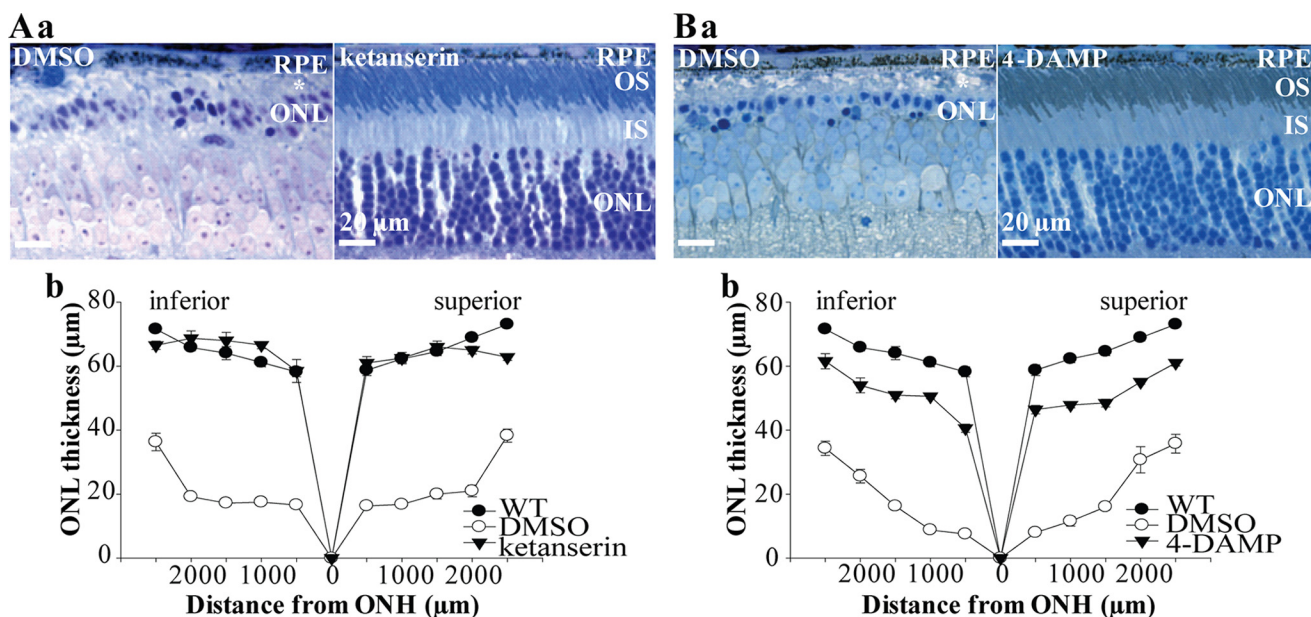 Aa
DMSO
RPE
*
ONL
ketanserin
RPE
OS
IS
ONL
20 µm
b
inferior
superior
80
60
40
20
0
ONL thickness (µm)
WT
DMSO
ketanserin
2000 1000 0 1000 2000
Distance from ONH (µm)
Ba
DMSO
RPE
*
ONL
4-DAMP
RPE
OS
IS
ONL
20 µm
b
inferior
superior
80
60
40
20
0
ONL thickness (µm)
WT
DMSO
4-DAMP
2000 1000 0 1000 2000
Distance from ONH (µm)